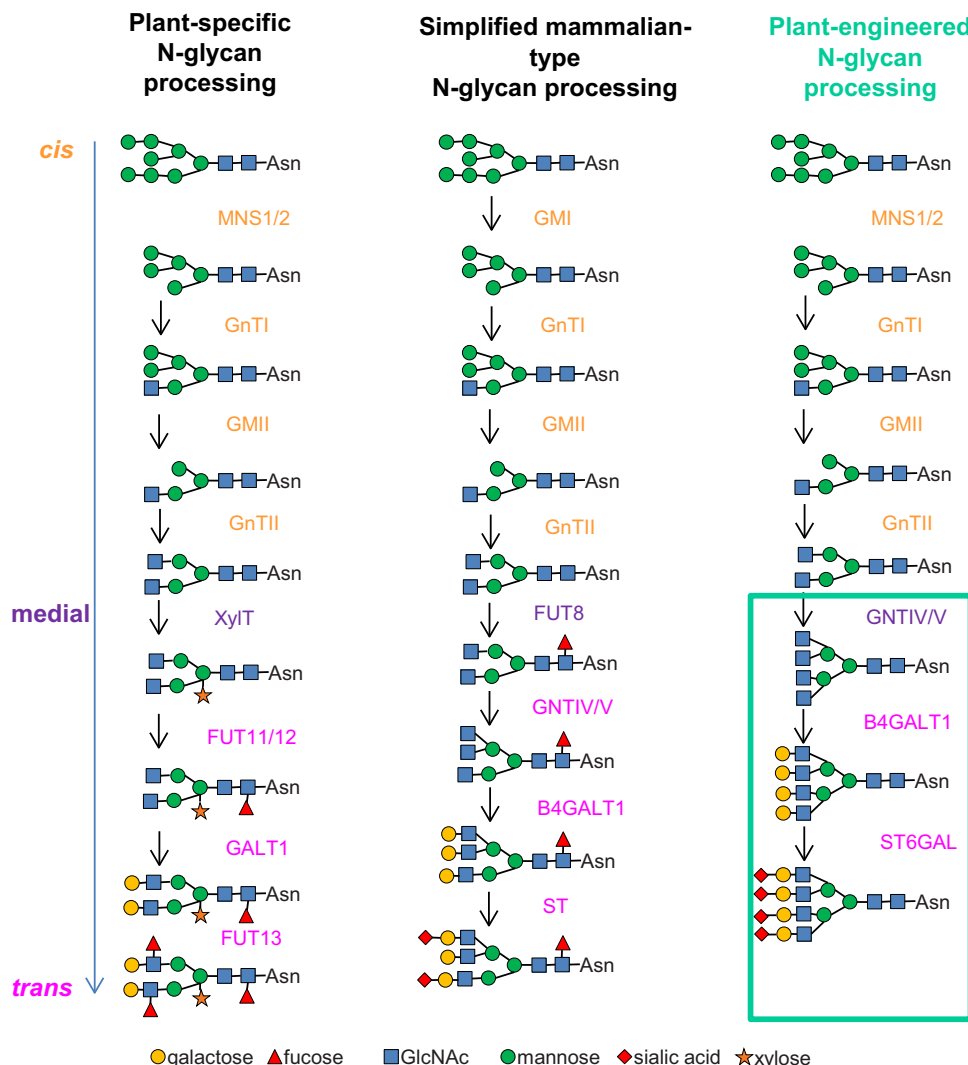 Plant-specific
N-glycan
processing
Simplified mammalian-
type
N-glycan processing
Plant-engineered
N-glycan
processing
cis
Asn
Asn
Asn
MNS1/2
GMI
MNS1/2
Asn
Asn
Asn
GnTI
GnTI
GnTI
Asn
Asn
Asn
GMII
GMII
GMII
Asn
Asn
Asn
GnTII
GnTII
GnTII
Asn
Asn
Asn
medial
XylT
FUT8
GNTIV/V
Asn
Asn
Asn
FUT11/12
GNTIV/V
B4GALT1
Asn
Asn
Asn
GALT1
B4GALT1
ST6GAL
Asn
Asn
Asn
FUT13
ST
trans
Asn
Asn
galactose fucose GlcNAc mannose sialic acid xylose